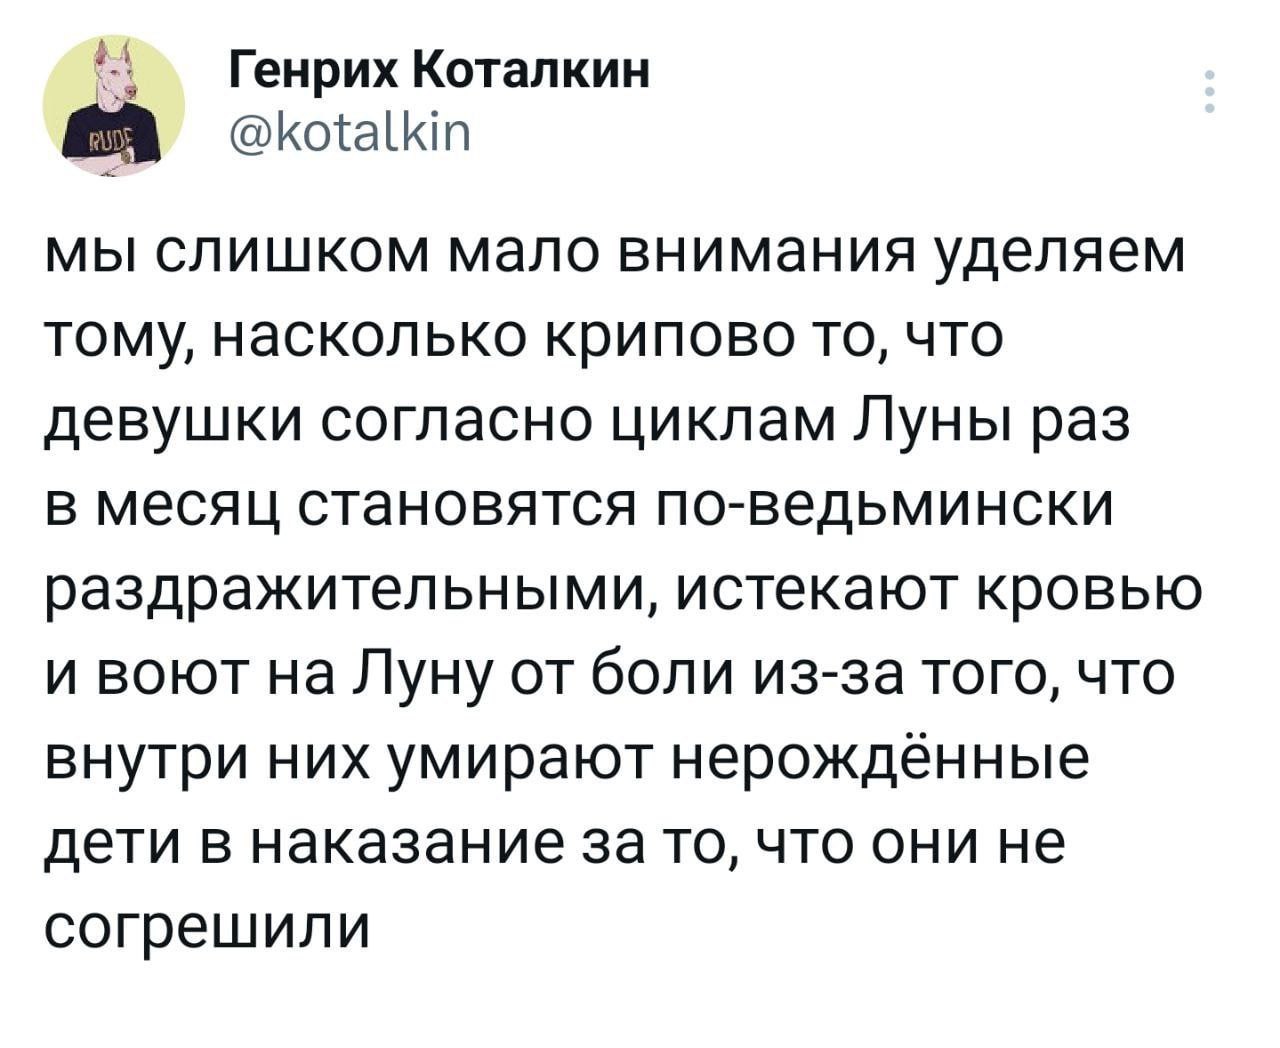 Генрих Коталкин
@kotalkin
RUDE
мы слишком мало внимания уделяем
тому, насколько крипово то, что
девушки согласно циклам Луны раз
в месяц становятся по-ведьмински
раздражительными, истекают кровью
и воют на Луну от боли из-за того, что
внутри них умирают нерождённые
дети в наказание за то, что они не
согрешили